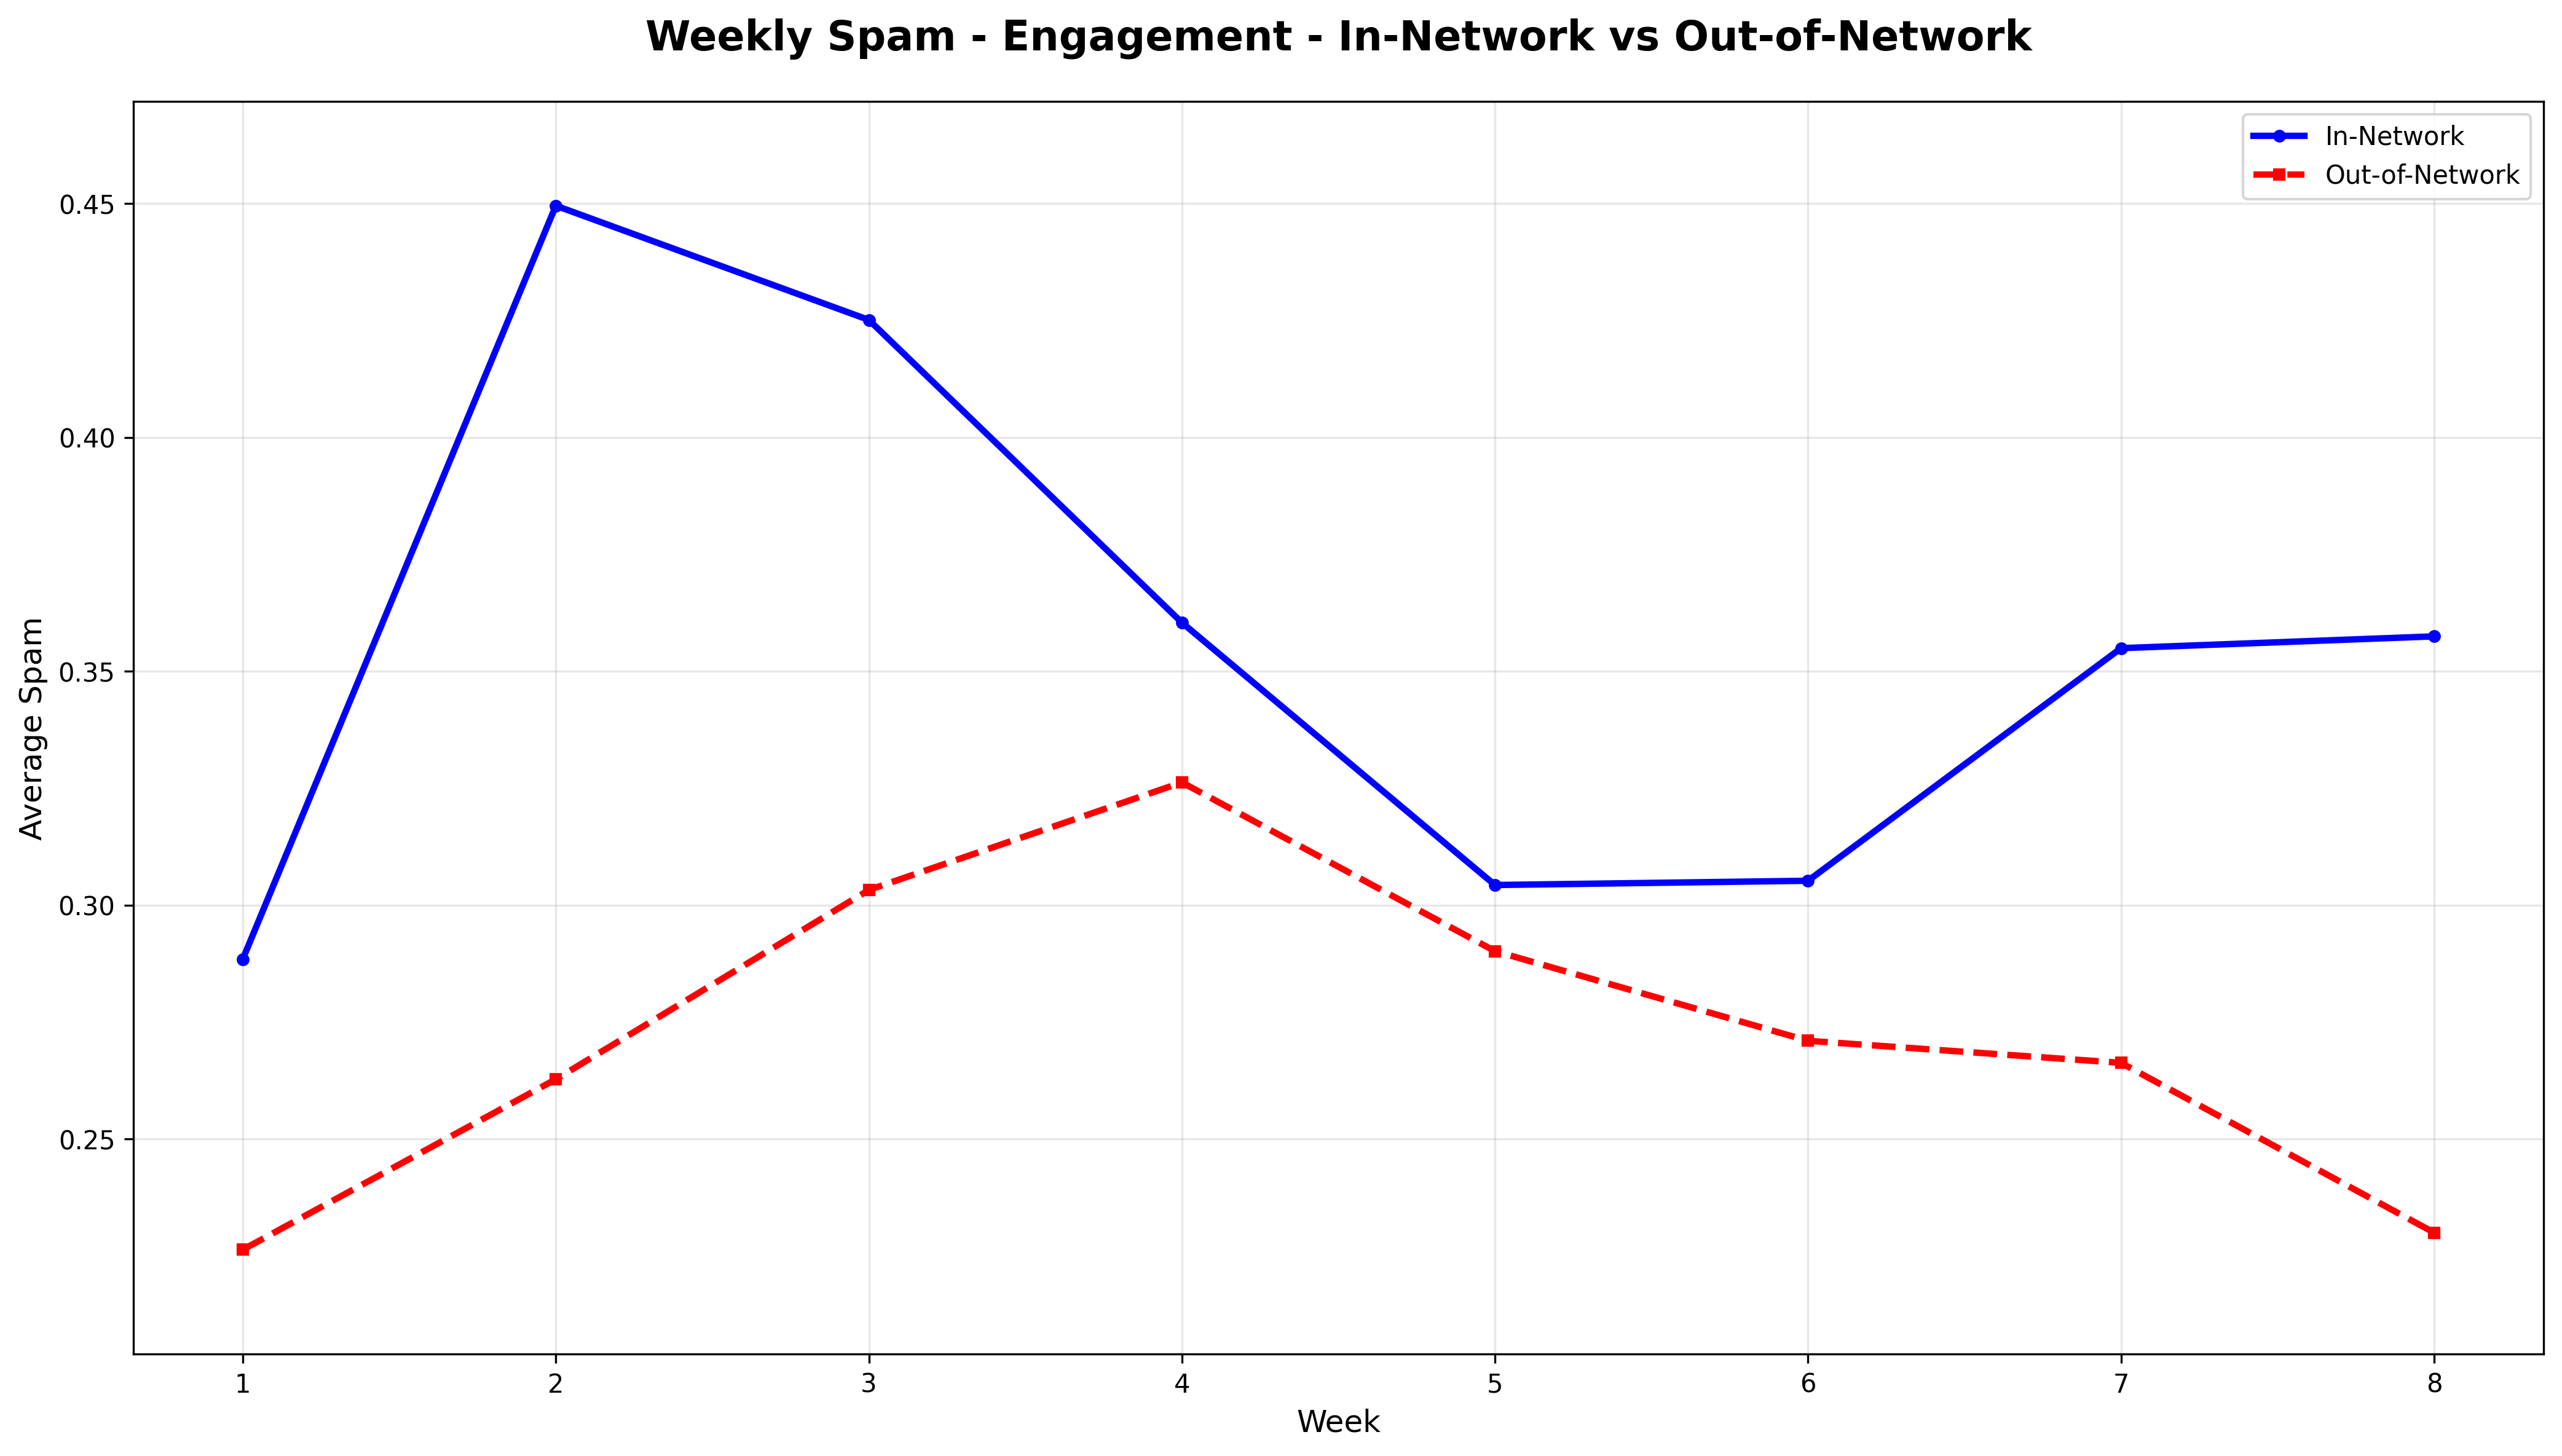 Weekly Spam - Engagement - In-Network vs Out-of-Network
In-Network
Out-of-Network
Average Spam
0.45
0.40
0.35
0.30
0.25
1 2 3 4 5 6 7 8
Week